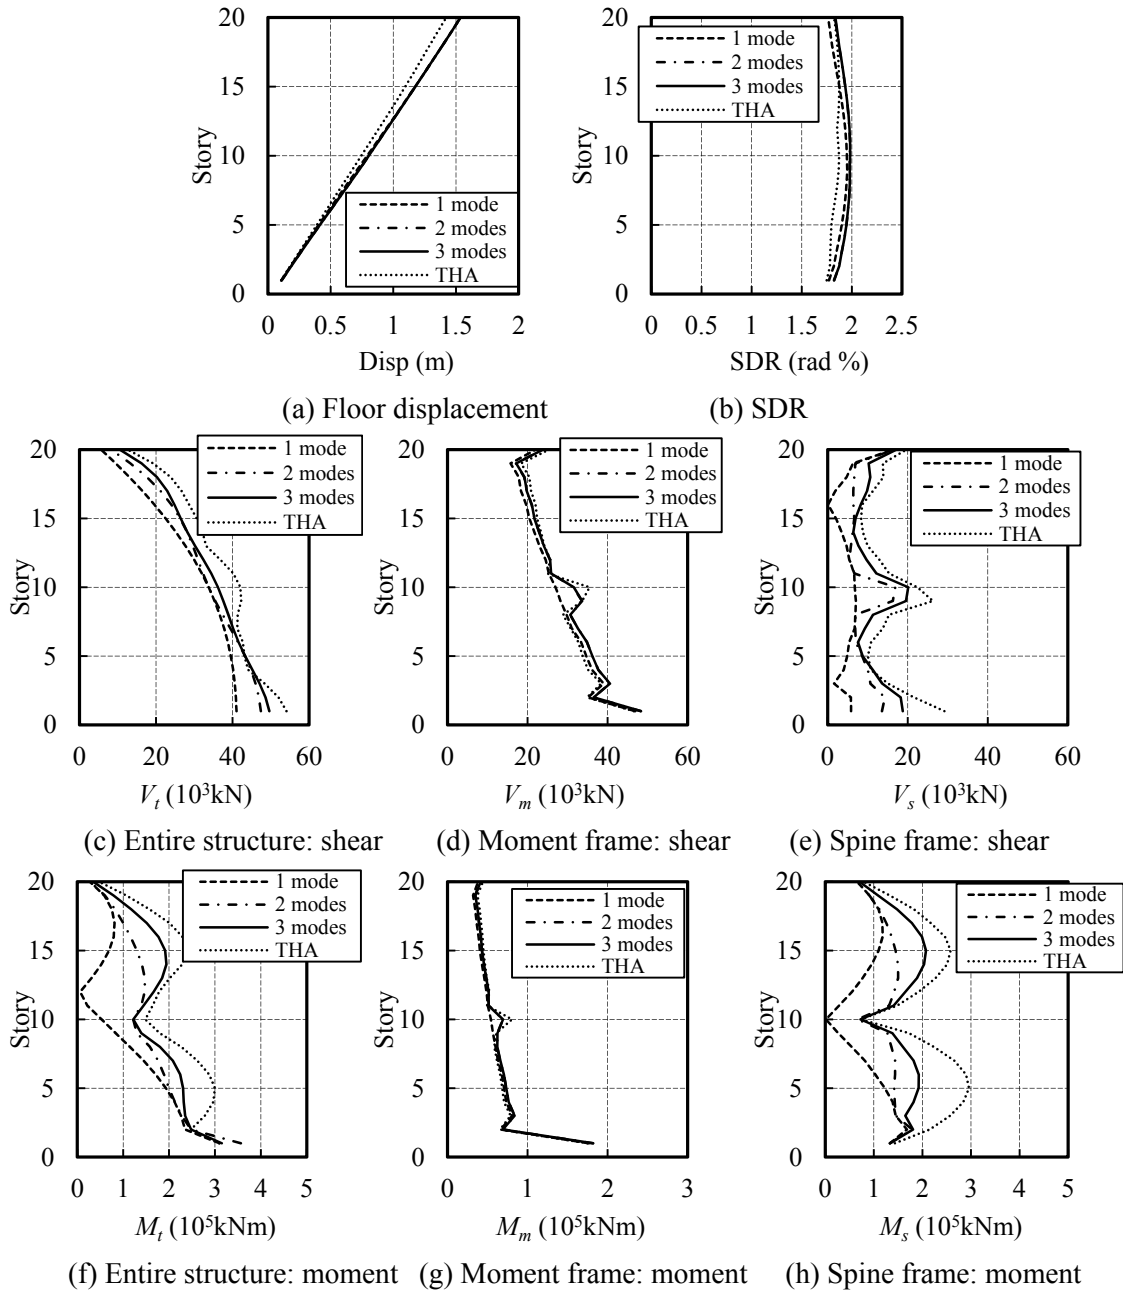 20
15
10
5
0
Story
1 mode
2 modes
3 modes
THA
0 0.5 1 1.5 2
Disp (m)
(a) Floor displacement
20
15
10
5
0
Story
1 mode
2 modes
3 modes
THA
0 0.5 1 1.5 2 2.5
SDR (rad %)
(b) SDR
20
15
10
5
0
Story
1 mode
2 modes
3 modes
THA
0 20 40 60
Vt (10³kN)
(c) Entire structure: shear
20
15
10
5
0
Story
1 mode
2 modes
3 modes
THA
0 20 40 60
Vm (10³kN)
(d) Moment frame: shear
20
15
10
5
0
Story
1 mode
2 modes
3 modes
THA
0 20 40 60
Vs (10³kN)
(e) Spine frame: shear
20
15
10
5
0
Story
1 mode
2 modes
3 modes
THA
0 1 2 3 4 5
Mt (10⁵kNm)
(f) Entire structure: moment
20
15
10
5
0
Story
1 mode
2 modes
3 modes
THA
0 1 2 3
Mm (10⁵kNm)
(g) Moment frame: moment
20
15
10
5
0
Story
1 mode
2 modes
3 modes
THA
0 1 2 3 4 5
Ms (10⁵kNm)
(h) Spine frame: moment